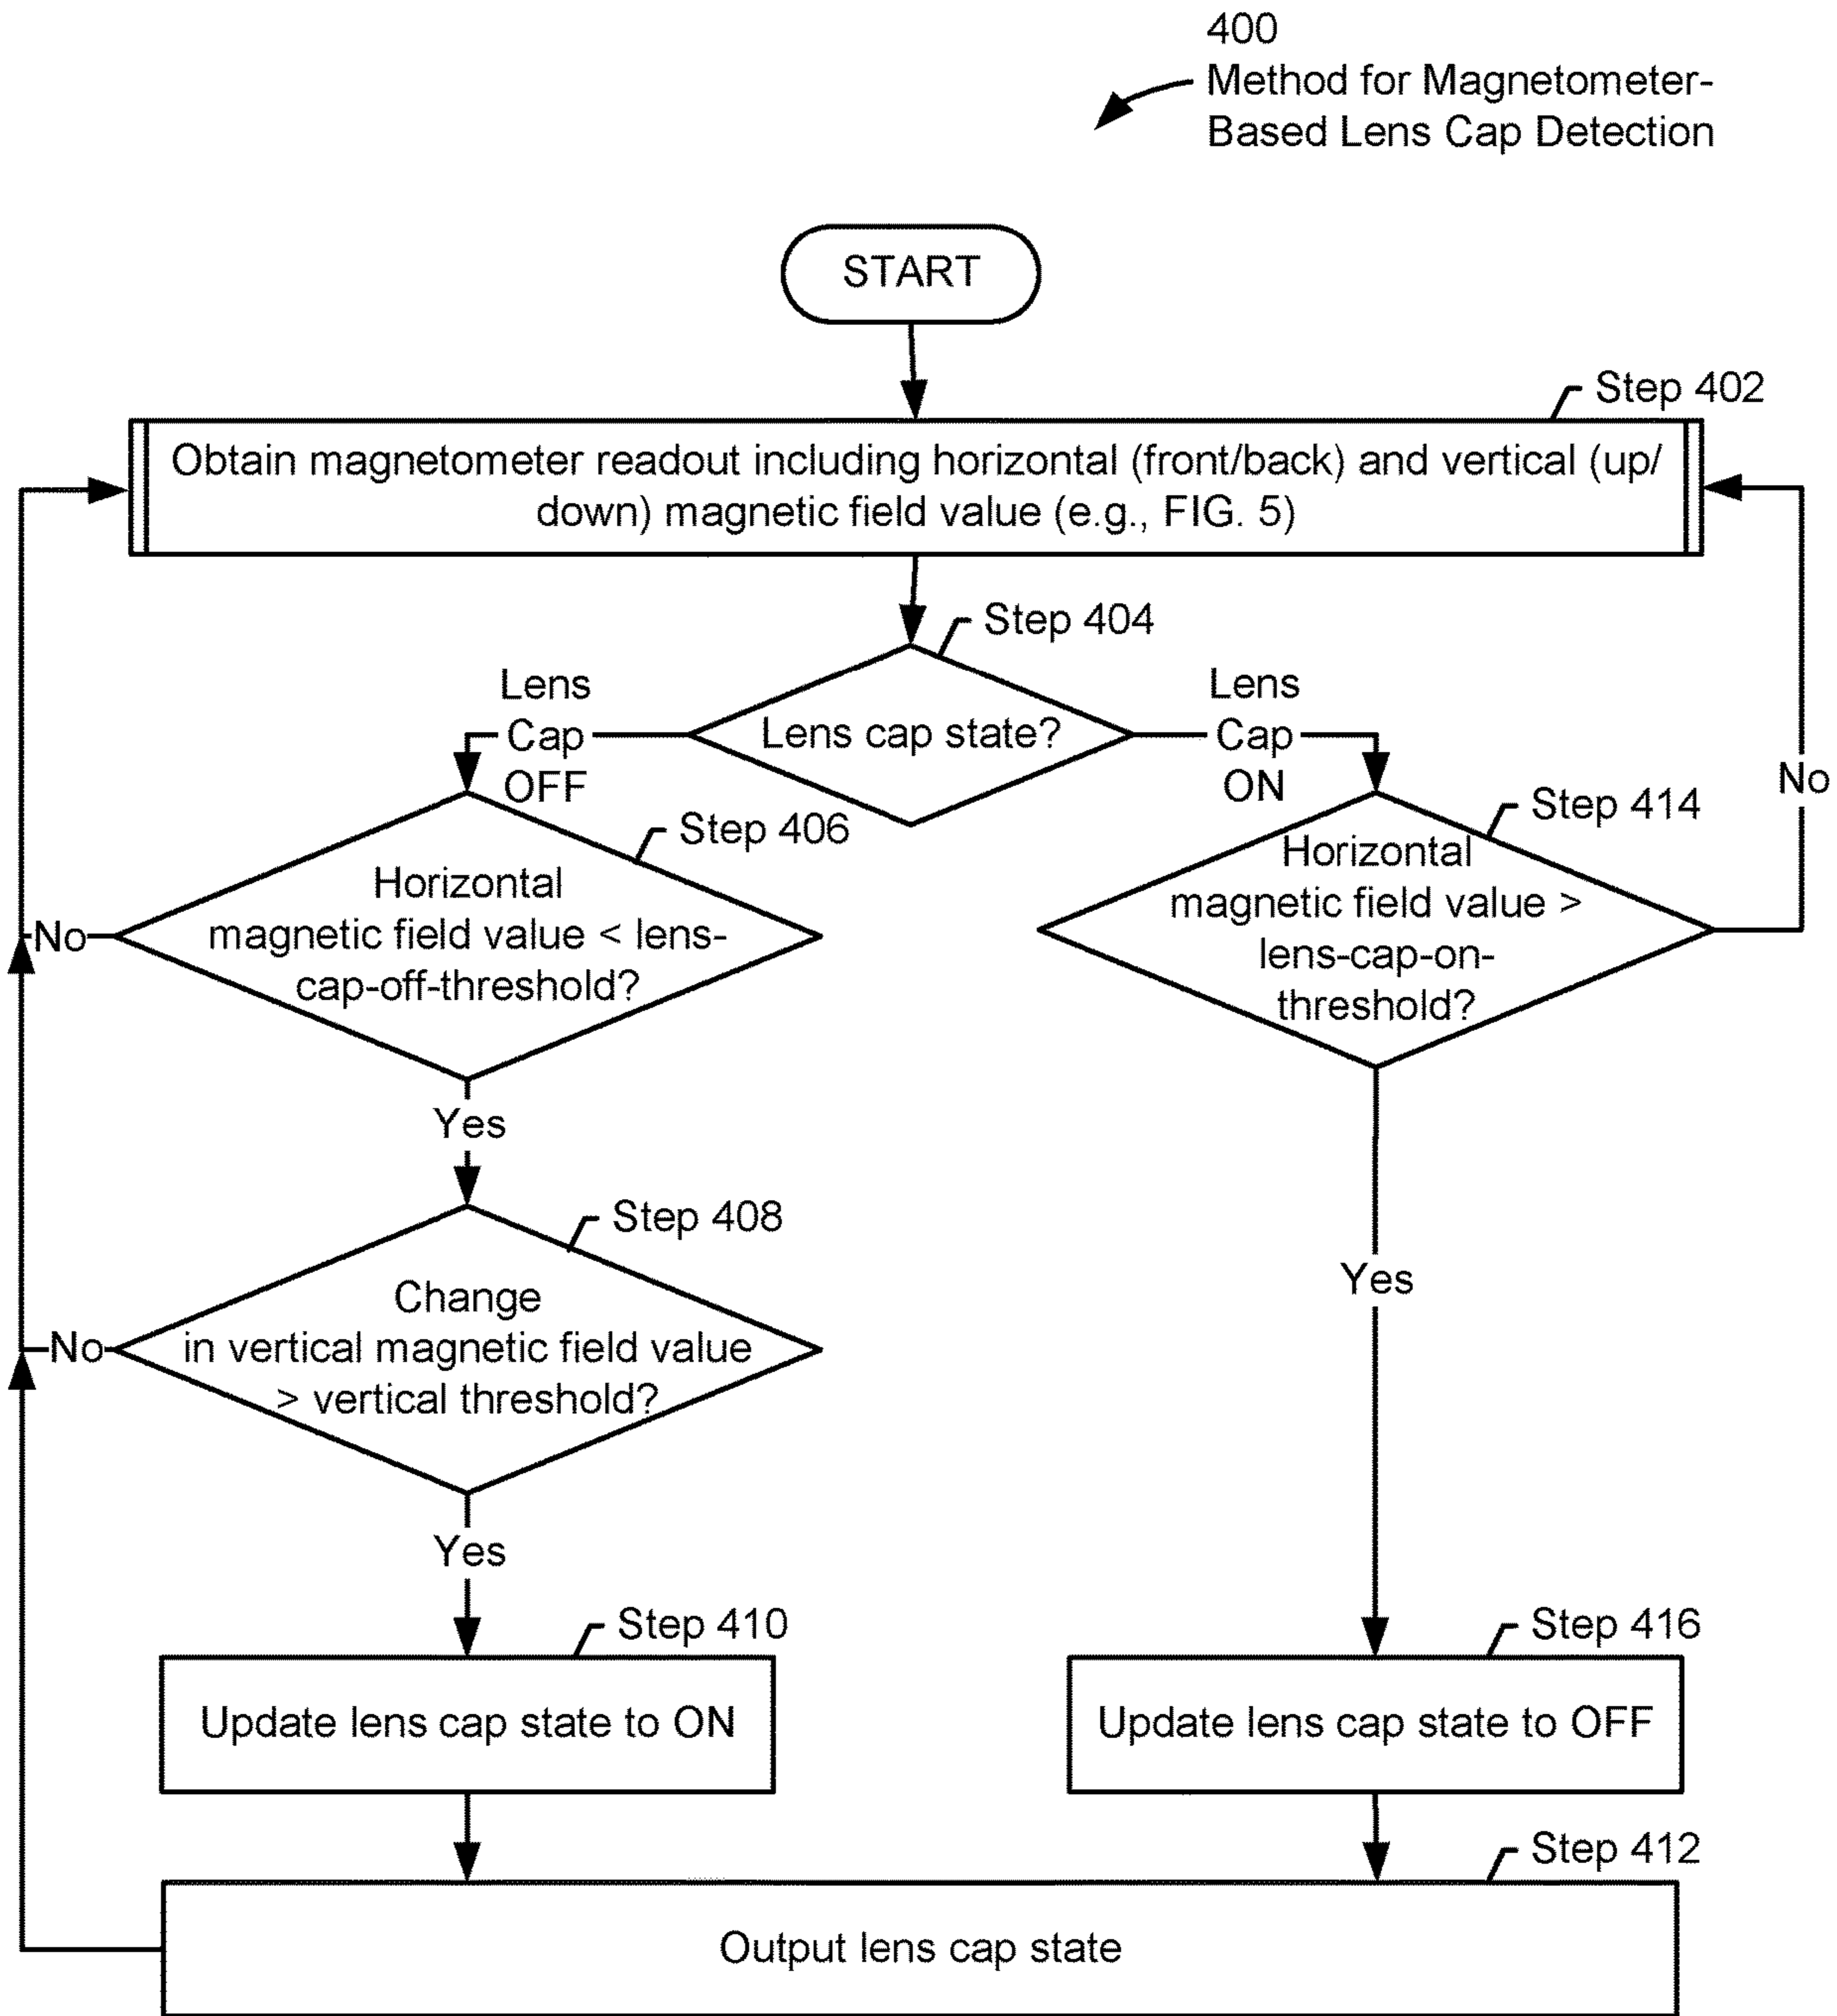 400
Method for Magnetometer-
Based Lens Cap Detection
START
Step 402
Obtain magnetometer readout including horizontal (front/back) and vertical (up/
down) magnetic field value (e.g., FIG. 5)
Step 404
Lens cap state?
Lens
Cap
OFF
Lens
Cap
ON
Step 406
Horizontal
magnetic field value < lens-
cap-off-threshold?
No
Yes
Step 414
Horizontal
magnetic field value >
lens-cap-on-
threshold?
No
Yes
Step 408
Change
in vertical magnetic field value
> vertical threshold?
No
Yes
Step 410
Update lens cap state to ON
Step 416
Update lens cap state to OFF
Step 412
Output lens cap state